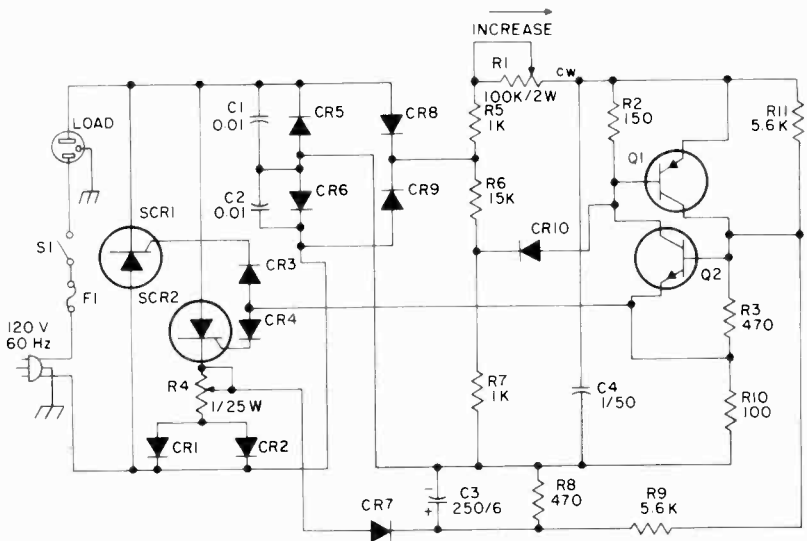 INCREASE
R1
CW
100K/2W
C1
0.01
CR5
CR8
R5
1K
R2
150
R11
5.6K
LOAD
Q1
C2
0.01
CR6
CR9
R6
15K
SCR1
CR10
S1
CR3
Q2
SCR2
F1
CR4
R3
470
120 V
60 Hz
R4
1/25W
R7
1K
C4
1/50
R10
100
CR1
CR2
CR7
−
+
C3
250/6
R8
470
R9
5.6K